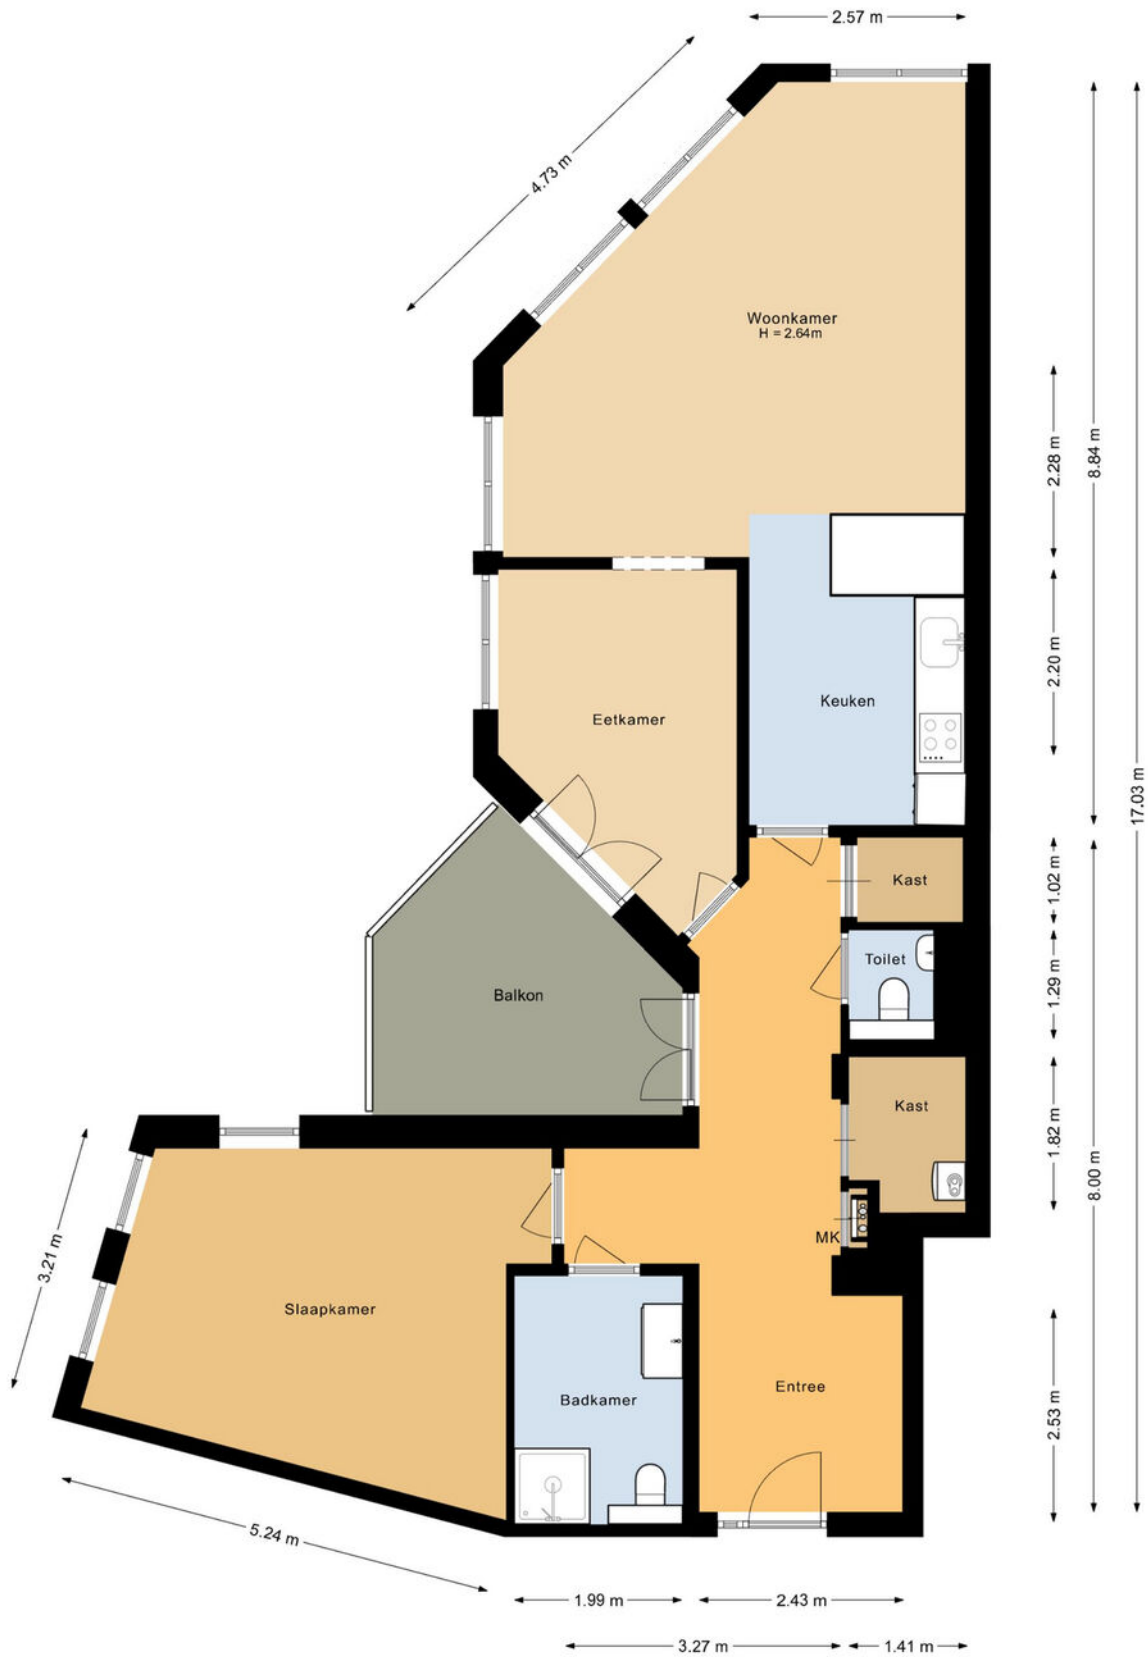 2.57 m
4.73 m
Woonkamer
H = 2.64m
2.28 m
8.84 m
17.03 m
2.20 m
Keuken
Eetkamer
Kast
1.02 m
Toilet
1.29 m
Balkon
Kast
1.82 m
8.00 m
MK
3.21 m
Slaapkamer
Entree
Badkamer
2.53 m
5.24 m
1.99 m
2.43 m
3.27 m
1.41 m